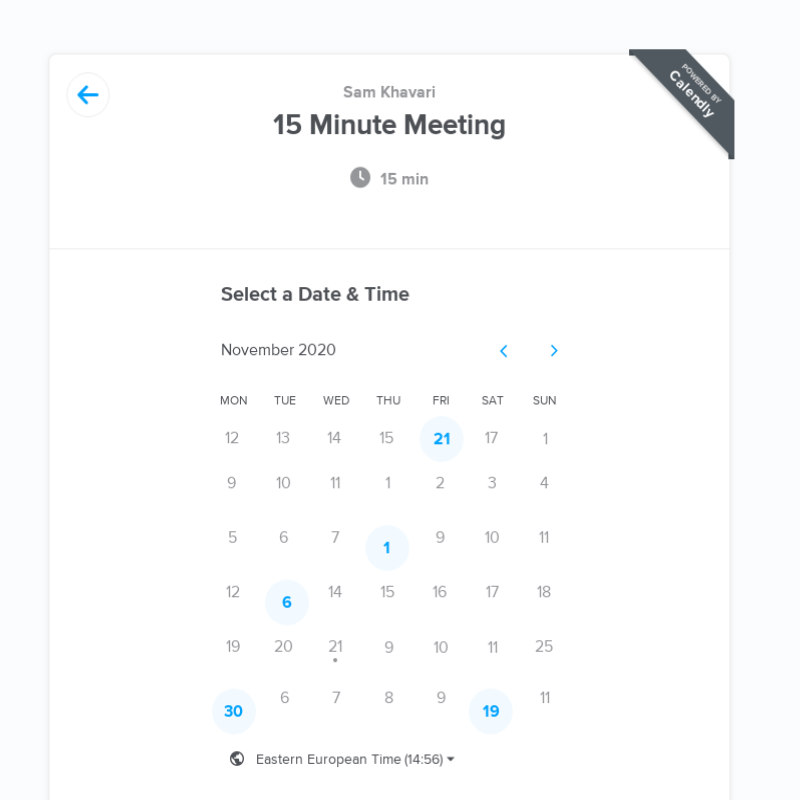 POWERED BY
Calendly
Sam Khavari
15 Minute Meeting
15 min
Select a Date & Time
November 2020
MON TUE WED THU FRI SAT SUN
12 13 14 15 21 17 1
9 10 11 1 2 3 4
5 6 7 1 9 10 11
12 6 14 15 16 17 18
19 20 21 9 10 11 25
30 6 7 8 9 19 11
Eastern European Time (14:56)